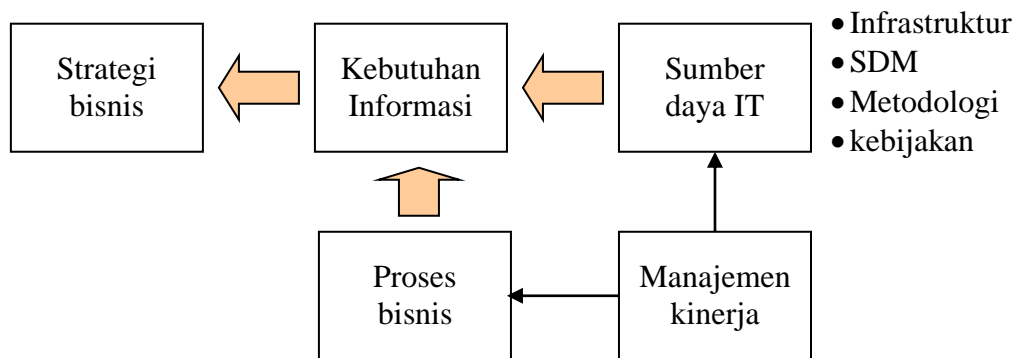 Strategi
bisnis
Kebutuhan
Informasi
Sumber
daya IT
• Infrastruktur
• SDM
• Metodologi
• kebijakan
Proses
bisnis
Manajemen
kinerja